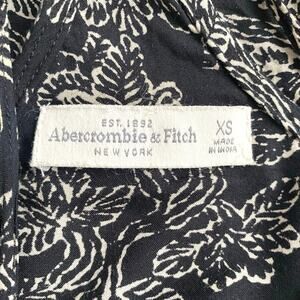 EST. 1892
Abercrombie & Fitch
NEW YORK
XS
MADE
IN INDIA